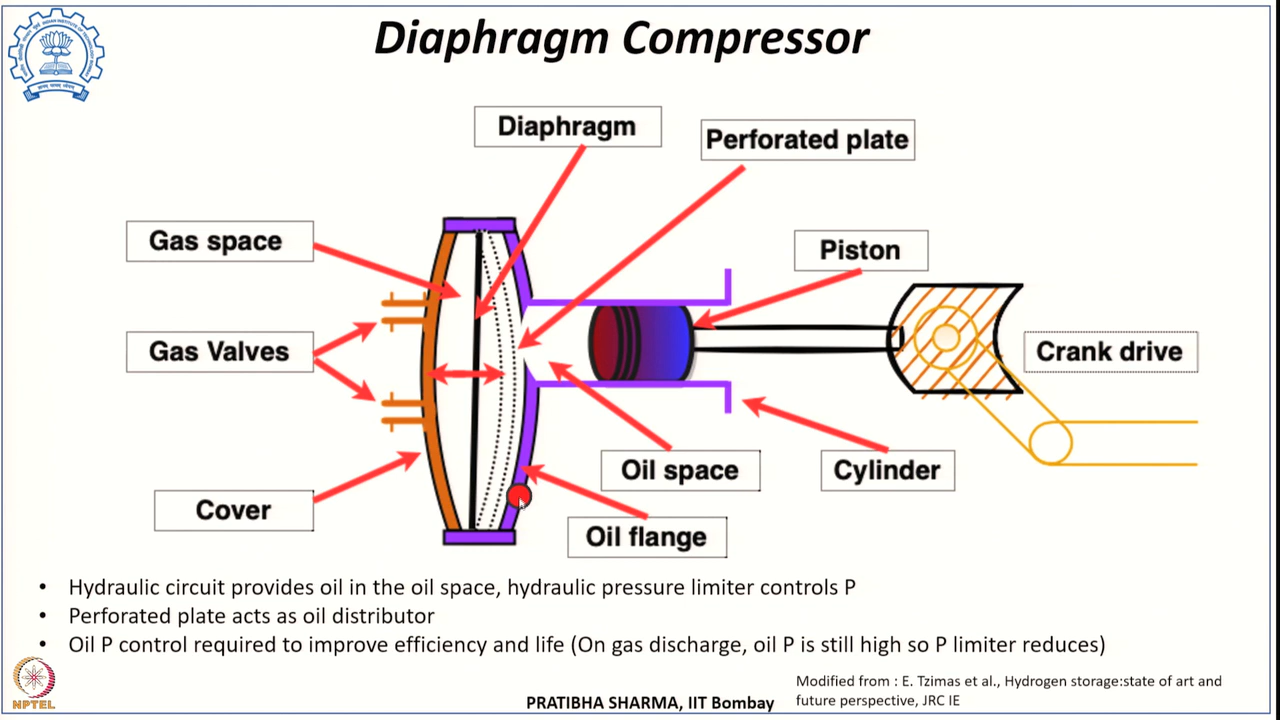 Diaphragm Compressor
Diaphragm
Perforated plate
Gas space
Piston
Gas Valves
Crank drive
Oil space
Cylinder
Cover
Oil flange
• Hydraulic circuit provides oil in the oil space, hydraulic pressure limiter controls P
• Perforated plate acts as oil distributor
• Oil P control required to improve efficiency and life (On gas discharge, oil P is still high so P limiter reduces)
Modified from : E. Tzimas et al., Hydrogen storage:state of art and
future perspective, JRC IE
PRATIBHA SHARMA, IIT Bombay
NPTEL